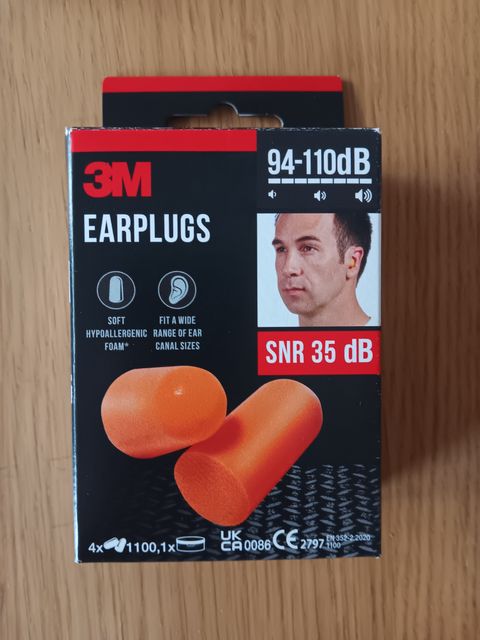 3M
94-110dB
EARPLUGS
SOFT
HYPOALLERGENIC
FOAM*
FIT A WIDE
RANGE OF EAR
CANAL SIZES
SNR 35 dB
4x 1100,1x
UK
CA 0086 CE 2797 EN 352-2:2020
1100